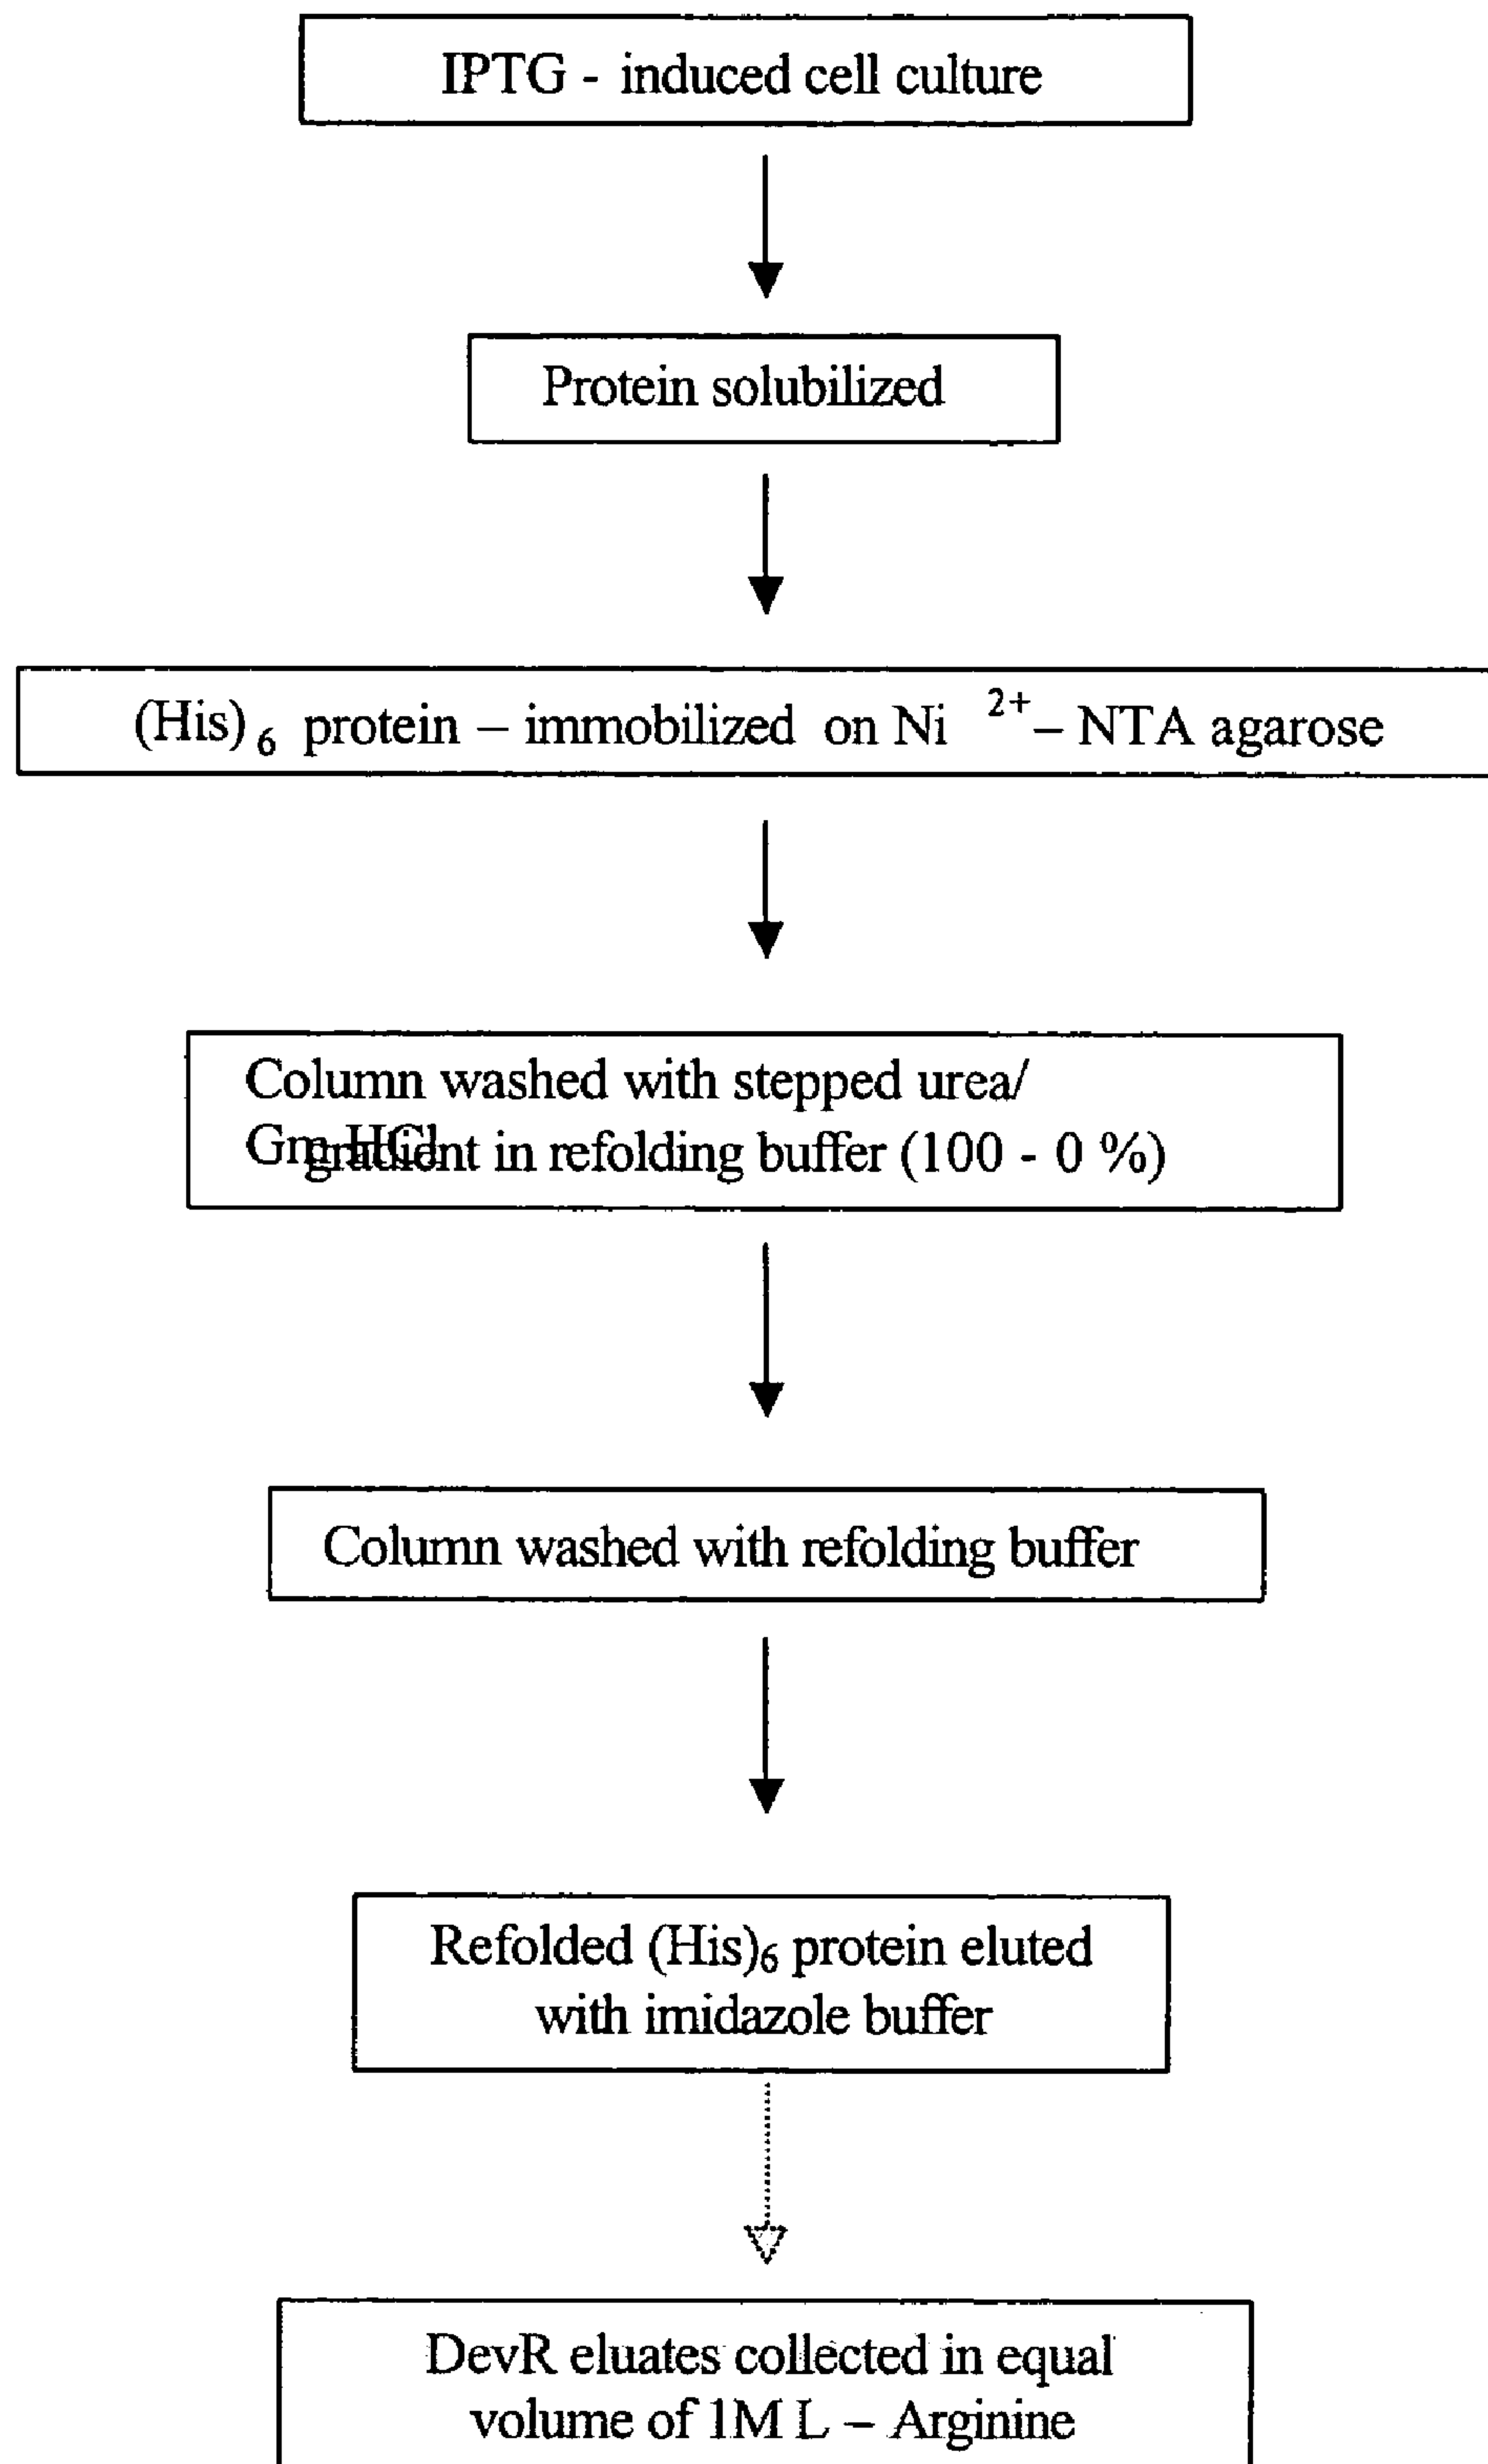 IPTG - induced cell culture
Protein solubilized
(His)6 protein – immobilized on Ni 2+ – NTA agarose
Column washed with stepped urea/
Gm HCl
gradient in refolding buffer (100 - 0 %)
Column washed with refolding buffer
Refolded (His)6 protein eluted
with imidazole buffer
DevR eluates collected in equal
volume of 1M L – Arginine